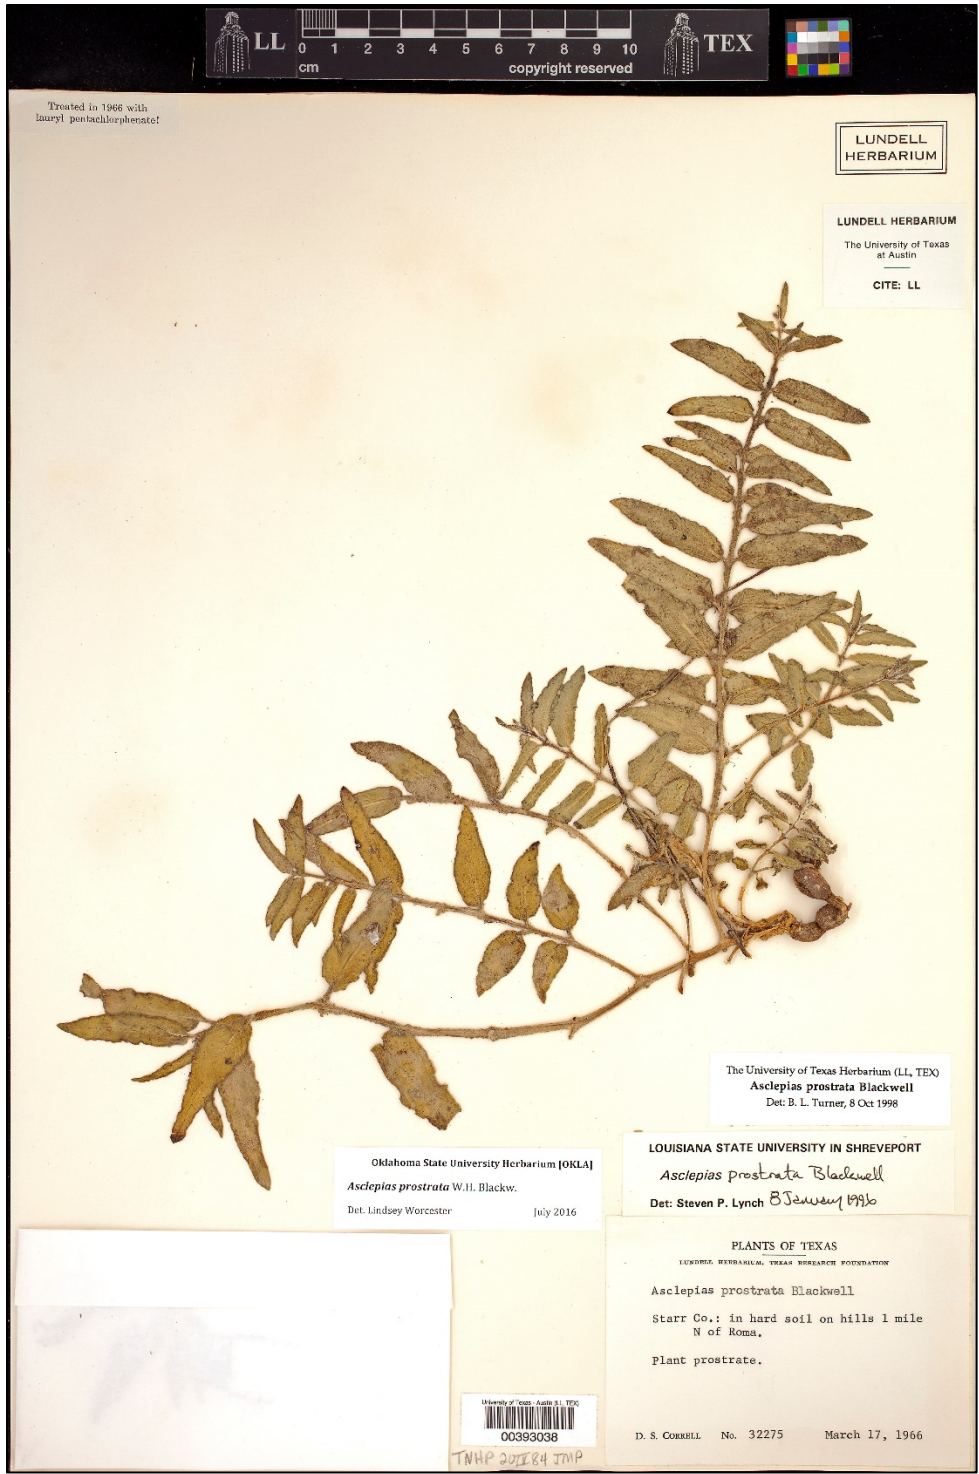 LL
0 1 2 3 4 5 6 7 8 9 10
cm
copyright reserved
TEX
Treated in 1966 with
lauryl pentachlorphenate!
LUNDELL
HERBARIUM
LUNDELL HERBARIUM
The University of Texas
at Austin
CITE: LL
The University of Texas Herbarium (LL, TEX)
Asclepias prostrata Blackwell
Det: B. L. Turner, 8 Oct 1998
LOUISIANA STATE UNIVERSITY IN SHREVEPORT
Asclepias prostrata Blackwell
Det: Steven P. Lynch 8 January 1996
Oklahoma State University Herbarium [OKLA]
Asclepias prostrata W.H. Blackw.
Det. Lindsey Worcester July 2016
PLANTS OF TEXAS
LUNDELL HERBARIUM, TEXAS RESEARCH FOUNDATION
Asclepias prostrata Blackwell
Starr Co.: in hard soil on hills 1 mile
N of Roma.
Plant prostrate.
D. S. CORRELL No. 32275 March 17, 1966
University of Texas - Austin (LL, TEX)
00393038
TNHP 20II84 JMP